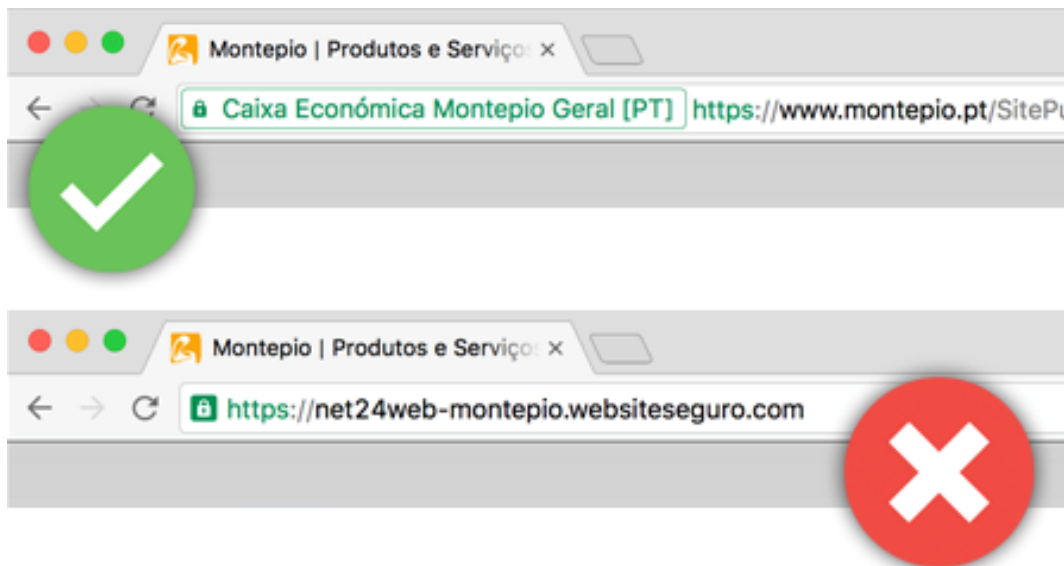 Montepio | Produtos e Serviços
Caixa Económica Montepio Geral [PT] https://www.montepio.pt/SitePu
Montepio | Produtos e Serviço
https://net24web-montepio.websiteseguro.com